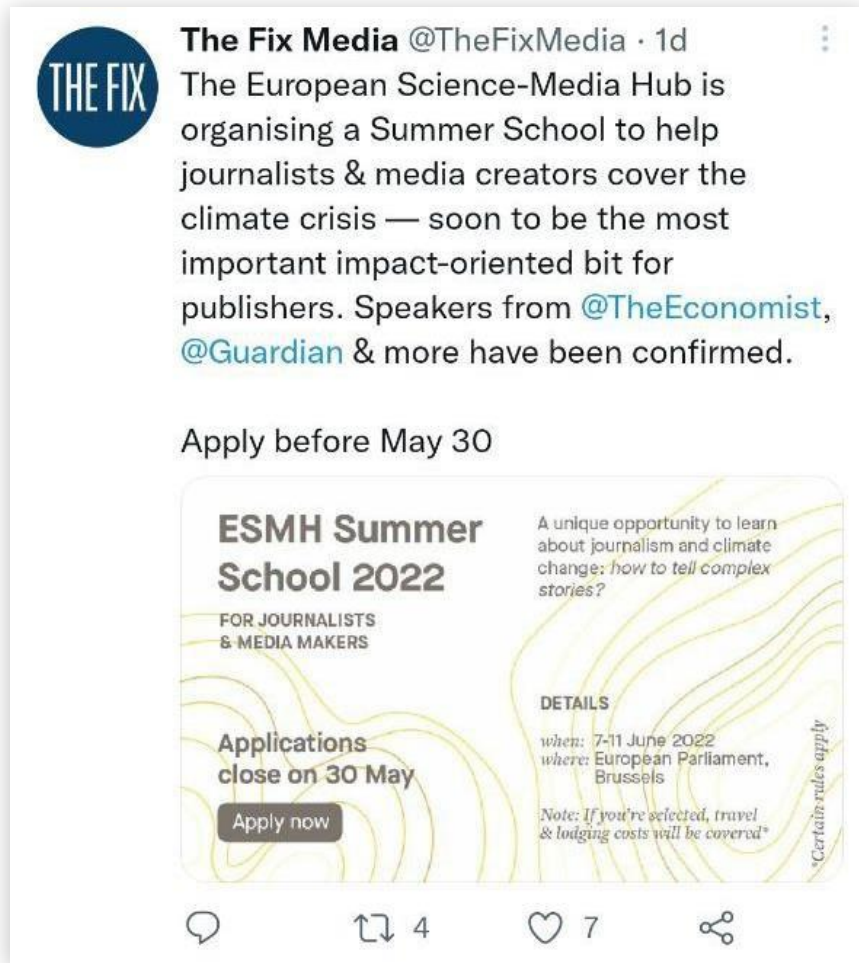 THE FIX
The Fix Media @TheFixMedia · 1d
The European Science-Media Hub is
organising a Summer School to help
journalists & media creators cover the
climate crisis — soon to be the most
important impact-oriented bit for
publishers. Speakers from @TheEconomist,
@Guardian & more have been confirmed.
Apply before May 30
ESMH Summer
School 2022
FOR JOURNALISTS
& MEDIA MAKERS
Applications
close on 30 May
Apply now
A unique opportunity to learn
about journalism and climate
change: how to tell complex
stories?
DETAILS
when: 7-11 June 2022
where: European Parliament,
Brussels
Note: If you're selected, travel
& lodging costs will be covered*
*Certain rules apply
4
7